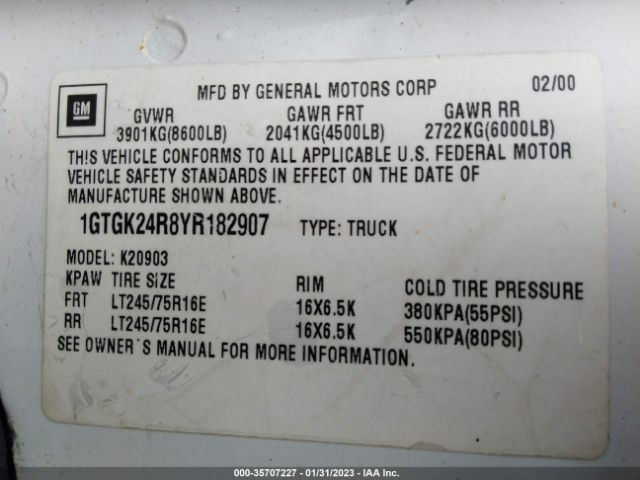 GM
MFD BY GENERAL MOTORS CORP 02/00
GVWR GAWR FRT GAWR RR
3901KG(8600LB) 2041KG(4500LB) 2722KG(6000LB)
THIS VEHICLE CONFORMS TO ALL APPLICABLE U.S. FEDERAL MOTOR
VEHICLE SAFETY STANDARDS IN EFFECT ON THE DATE OF
MANUFACTURE SHOWN ABOVE.
1GTGK24R8YR182907 TYPE: TRUCK
MODEL: K20903
KPAW TIRE SIZE RIM COLD TIRE PRESSURE
FRT LT245/75R16E 16X6.5K 380KPA(55PSI)
RR LT245/75R16E 16X6.5K 550KPA(80PSI)
SEE OWNER'S MANUAL FOR MORE INFORMATION.
000-35707227 - 01/31/2023 - IAA Inc.